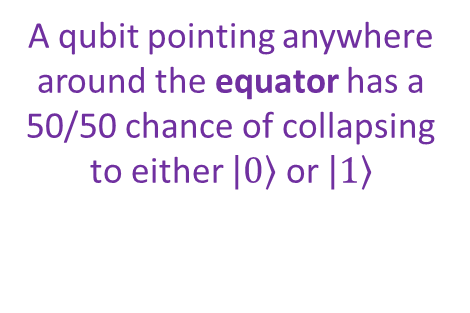 A qubit pointing anywhere
around the equator has a
50/50 chance of collapsing
to either |0⟩ or |1⟩